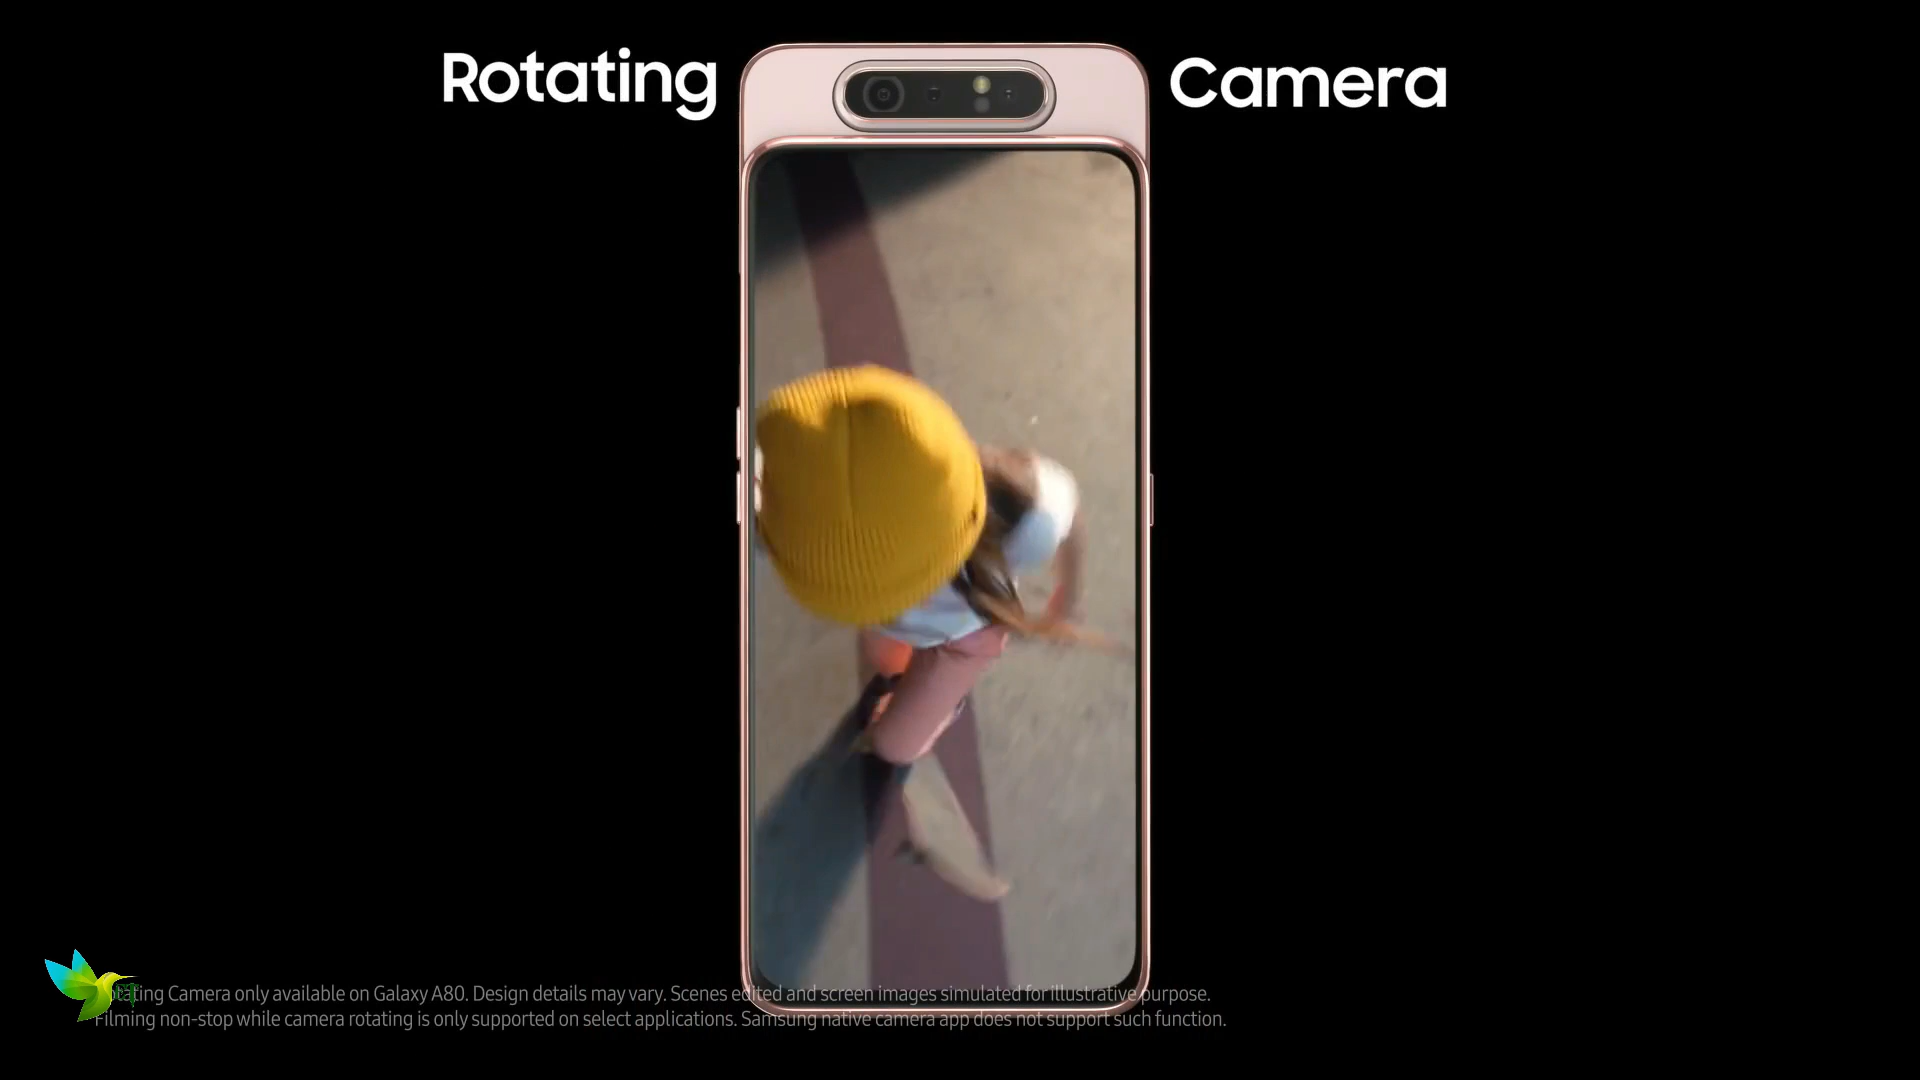 Rotating Camera
Rotating Camera only available on Galaxy A80. Design details may vary. Scenes edited and screen images simulated for illustrative purpose.
Filming non-stop while camera rotating is only supported on select applications. Samsung native camera app does not support such function.